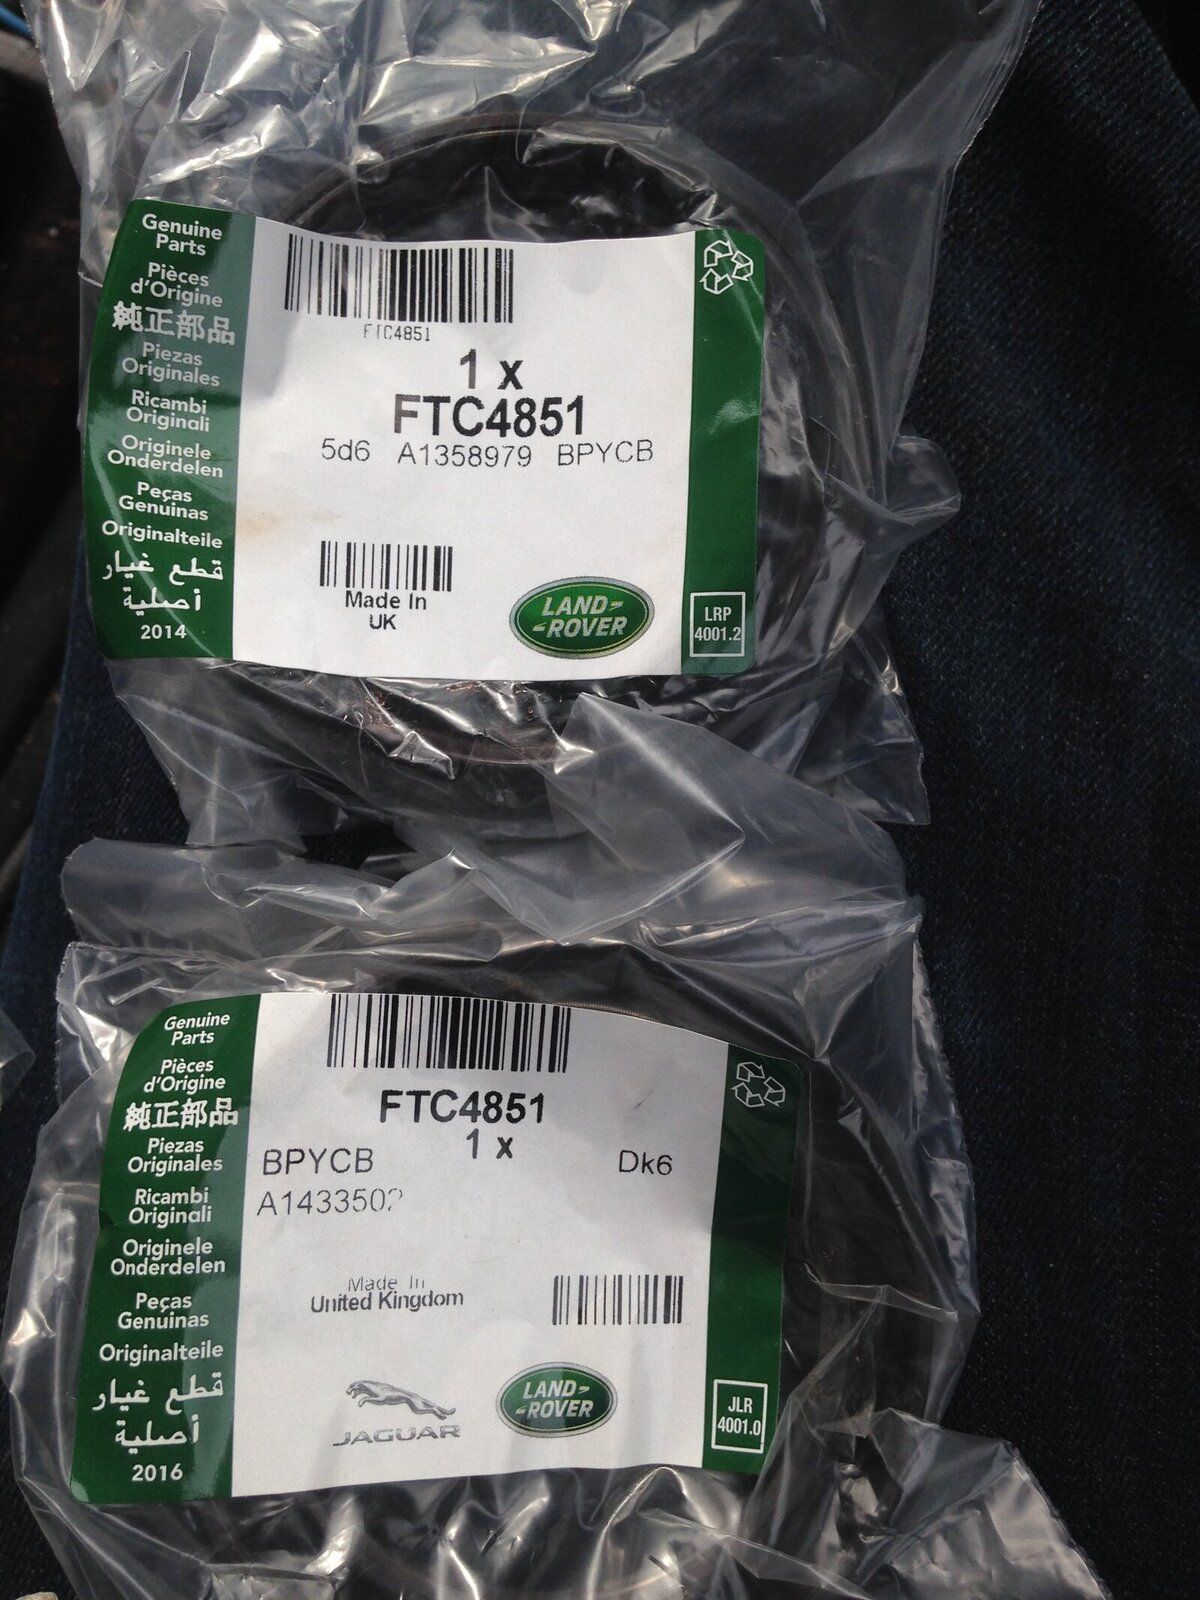 Genuine
Parts
Pièces
d'Origine
純正部品
Piezas
Originales
Ricambi
Originali
Originele
Onderdelen
Peças
Genuinas
Originalteile
قطع غيار
أصلية
2014
FTC4851
1 x
FTC4851
5d6 A1358979 BPYCB
Made In
UK
LAND-
-ROVER
LRP
4001.2
Genuine
Parts
Pièces
d'Origine
純正部品
Piezas
Originales
Ricambi
Originali
Originele
Onderdelen
Peças
Genuinas
Originalteile
قطع غيار
أصلية
2016
FTC4851
1 x
BPYCB Dk6
Made In
United Kingdom
JAGUAR
LAND-
-ROVER
JLR
4001.0